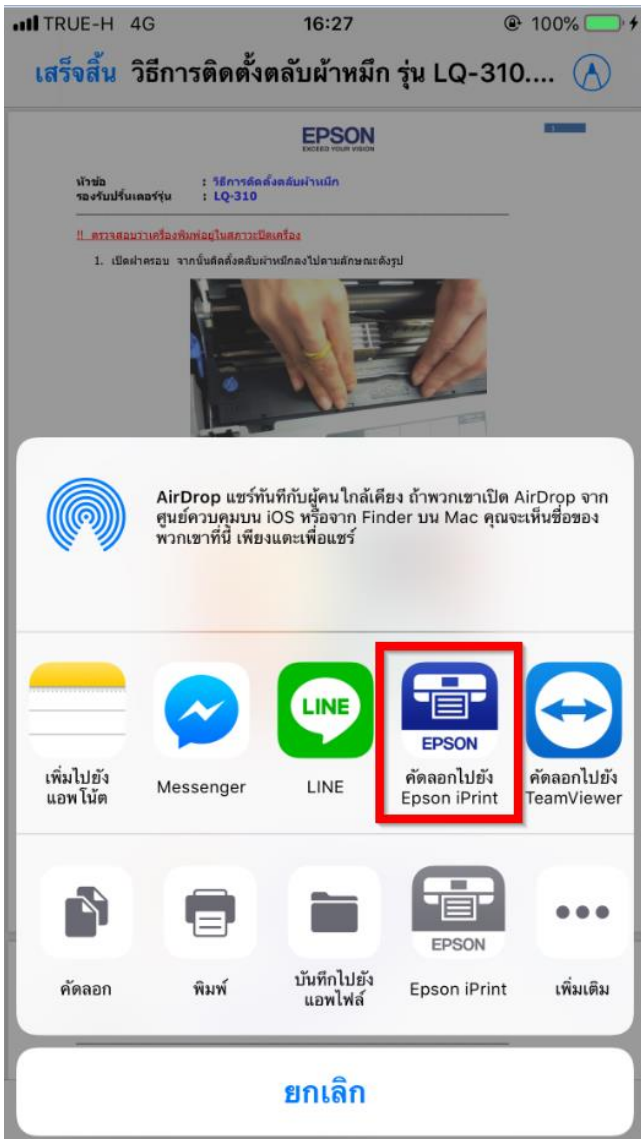 TRUE-H 4G 16:27 100%
เสร็จสิ้น วิธีการติดตั้งตลับผ้าหมึก รุ่น LQ-310....
EPSON
EXCEED YOUR VISION
หัวข้อ : วิธีการติดตั้งตลับผ้าหมึก
รองรับปริ้นเตอร์รุ่น : LQ-310
!! ตรวจสอบว่าเครื่องพิมพ์อยู่ในสภาวะปิดเครื่อง
1. เปิดฝาครอบ จากนั้นติดตั้งตลับผ้าหมึกลงไปตามลักษณะดังรูป
AirDrop แชร์ทันทีกับผู้คนใกล้เคียง ถ้าพวกเขาเปิด AirDrop จาก
ศูนย์ควบคุมบน iOS หรือจาก Finder บน Mac คุณจะเห็นชื่อของ
พวกเขาที่นี่ เพียงแตะเพื่อแชร์
LINE
EPSON
เพิ่มไปยัง
แอพโน้ต
Messenger
LINE
คัดลอกไปยัง
Epson iPrint
คัดลอกไปยัง
TeamViewer
EPSON
คัดลอก
พิมพ์
บันทึกไปยัง
แอพไฟล์
Epson iPrint
เพิ่มเติม
ยกเลิก